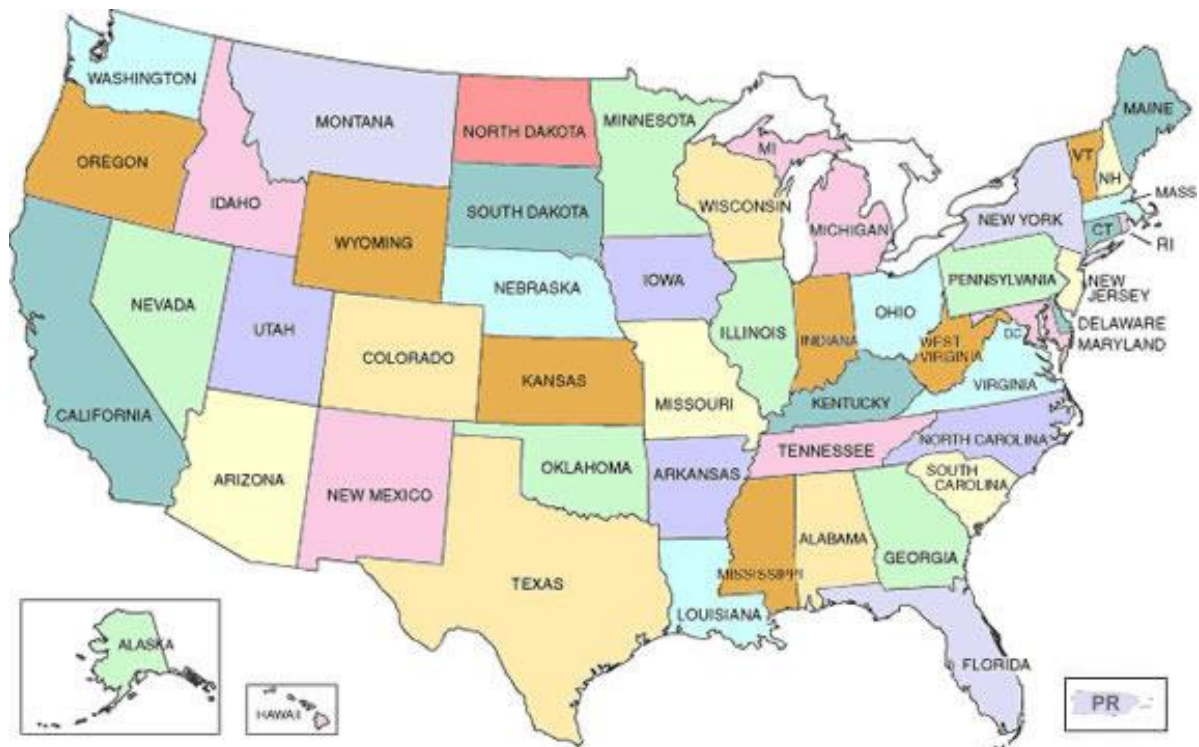 WASHINGTON
OREGON
CALIFORNIA
IDAHO
NEVADA
MONTANA
WYOMING
UTAH
COLORADO
ARIZONA
NEW MEXICO
NORTH DAKOTA
SOUTH DAKOTA
NEBRASKA
KANSAS
OKLAHOMA
TEXAS
MINNESOTA
IOWA
MISSOURI
ARKANSAS
LOUISIANA
WISCONSIN
ILLINOIS
MI
MICHIGAN
INDIANA
OHIO
KENTUCKY
TENNESSEE
MISSISSIPPI
ALABAMA
GEORGIA
FLORIDA
SOUTH
CAROLINA
NORTH CAROLINA
VIRGINIA
WEST
VIRGINIA
DC
PENNSYLVANIA
NEW YORK
VT
NH
MAINE
MASS
CT
RI
NEW
JERSEY
DELAWARE
MARYLAND
ALASKA
HAWAII
PR